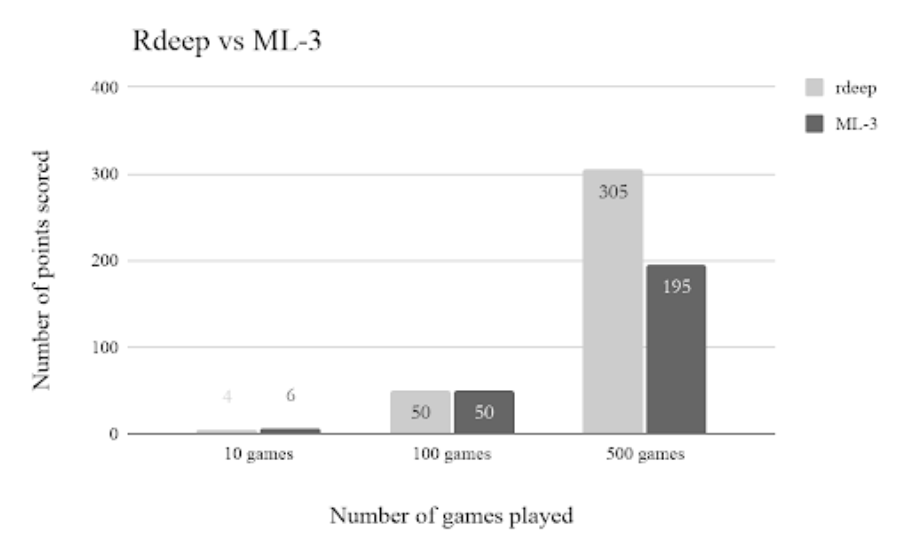 Rdeep vs ML-3
400
300
200
100
0
Number of points scored
rdeep
ML-3
4
6
50
50
305
195
10 games
100 games
500 games
Number of games played